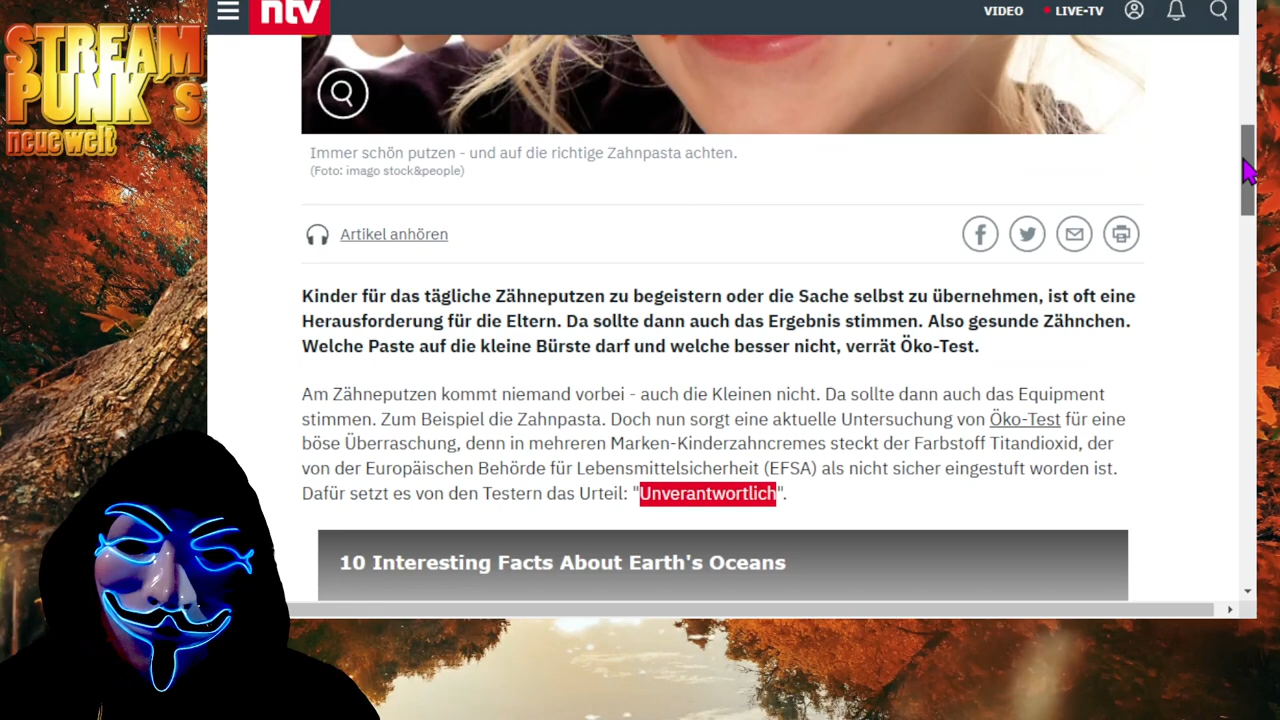 STREAM
PUNK´s
neue welt
ntv
VIDEO
LIVE-TV
Immer schön putzen - und auf die richtige Zahnpasta achten.
(Foto: imago stock&people)
Artikel anhören
Kinder für das tägliche Zähneputzen zu begeistern oder die Sache selbst zu übernehmen, ist oft eine
Herausforderung für die Eltern. Da sollte dann auch das Ergebnis stimmen. Also gesunde Zähnchen.
Welche Paste auf die kleine Bürste darf und welche besser nicht, verrät Öko-Test.
Am Zähneputzen kommt niemand vorbei - auch die Kleinen nicht. Da sollte dann auch das Equipment
stimmen. Zum Beispiel die Zahnpasta. Doch nun sorgt eine aktuelle Untersuchung von Öko-Test für eine
böse Überraschung, denn in mehreren Marken-Kinderzahncremes steckt der Farbstoff Titandioxid, der
von der Europäischen Behörde für Lebensmittelsicherheit (EFSA) als nicht sicher eingestuft worden ist.
Dafür setzt es von den Testern das Urteil: "Unverantwortlich".
10 Interesting Facts About Earth's Oceans